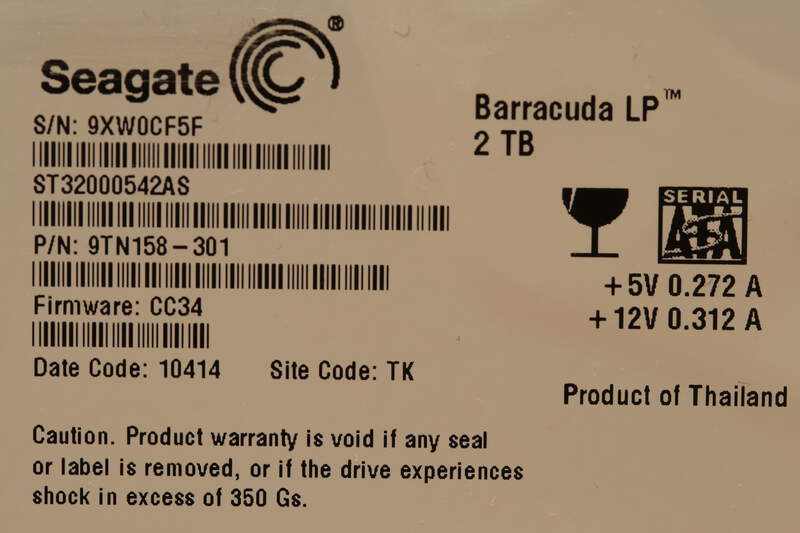 Seagate®
S/N: 9XW0CF5F
ST32000542AS
P/N: 9TN158-301
Firmware: CC34
Date Code: 10414 Site Code: TK
Barracuda LP™
2 TB
SERIAL
ATA
+5V 0.272 A
+12V 0.312 A
Product of Thailand
Caution. Product warranty is void if any seal
or label is removed, or if the drive experiences
shock in excess of 350 Gs.